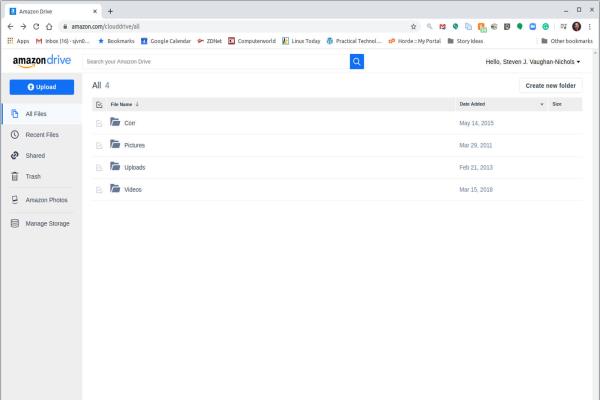 Amazon Drive
amazon.com/clouddrive/all
Apps Inbox (16) - sjvn0... Bookmarks Google Calendar ZDNet Computerworld Linux Today Practical Technol... Horde :: My Portal Story Ideas Other bookmarks
amazondrive Search your Amazon Drive Hello, Steven J. Vaughan-Nichols
Upload
All 4 Create new folder
File Name Date Added Size
All Files
Corr May 14, 2015
Recent Files
Pictures Mar 29, 2011
Shared
Uploads Feb 21, 2013
Trash
Videos Mar 15, 2018
Amazon Photos
Manage Storage